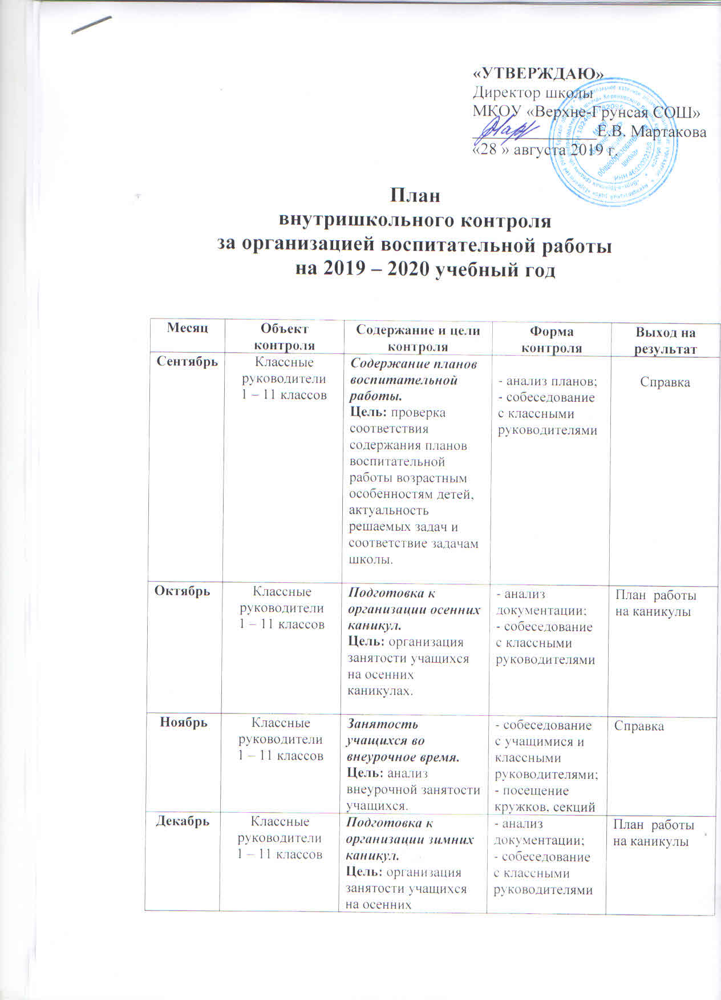 «УТВЕРЖДАЮ»
Директор школы
МКОУ «Верхне-Грунсая СОШ»
Е.В. Мартакова
«28 » августа 2019 г.
План
внутришкольного контроля
за организацией воспитательной работы
на 2019 – 2020 учебный год
Месяц
Объект
контроля
Содержание и цели
контроля
Форма
контроля
Выход на
результат
Сентябрь
Классные
руководители
1 – 11 классов
Содержание планов
воспитательной
работы.
Цель: проверка
соответствия
содержания планов
воспитательной
работы возрастным
особенностям детей,
актуальность
решаемых задач и
соответствие задачам
школы.
- анализ планов;
- собеседование
с классными
руководителями
Справка
Октябрь
Классные
руководители
1 – 11 классов
Подготовка к
организации осенних
каникул.
Цель: организация
занятости учащихся
на осенних
каникулах.
- анализ
документации;
- собеседование
с классными
руководителями
План работы
на каникулы
Ноябрь
Классные
руководители
1 – 11 классов
Занятость
учащихся во
внеурочное время.
Цель: анализ
внеурочной занятости
учащихся.
- собеседование
с учащимися и
классными
руководителями;
- посещение
кружков, секций
Справка
Декабрь
Классные
руководители
1 – 11 классов
Подготовка к
организации зимних
каникул.
Цель: организация
занятости учащихся
на осенних
- анализ
документации;
- собеседование
с классными
руководителями
План работы
на каникулы